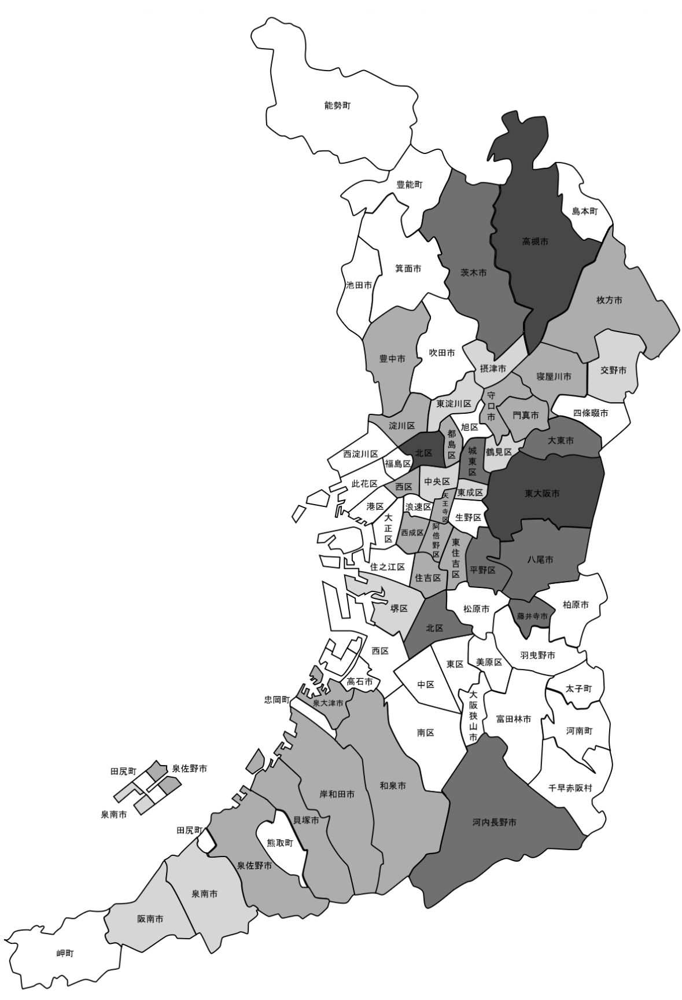 能勢町
豊能町
島本町
高槻市
箕面市
茨木市
池田市
枚方市
吹田市
豊中市
摂津市
交野市
寝屋川市
守口市
東淀川区
四條畷市
門真市
淀川区
旭区
都島区
大東市
西淀川区
北区
城東区
鶴見区
福島区
此花区
中央区
西区
東成区
東大阪市
天王寺区
港区
浪速区
生野区
大正区
西成区
阿倍野区
東住吉区
八尾市
住之江区
平野区
住吉区
堺区
松原市
柏原市
藤井寺市
北区
西区
羽曳野市
美原区
東区
高石市
中区
太子町
忠岡町
泉大津市
大阪狭山市
富田林市
南区
河南町
田尻町
泉佐野市
和泉市
千早赤阪村
岸和田市
泉南市
貝塚市
河内長野市
田尻町
熊取町
泉佐野市
泉南市
阪南市
岬町